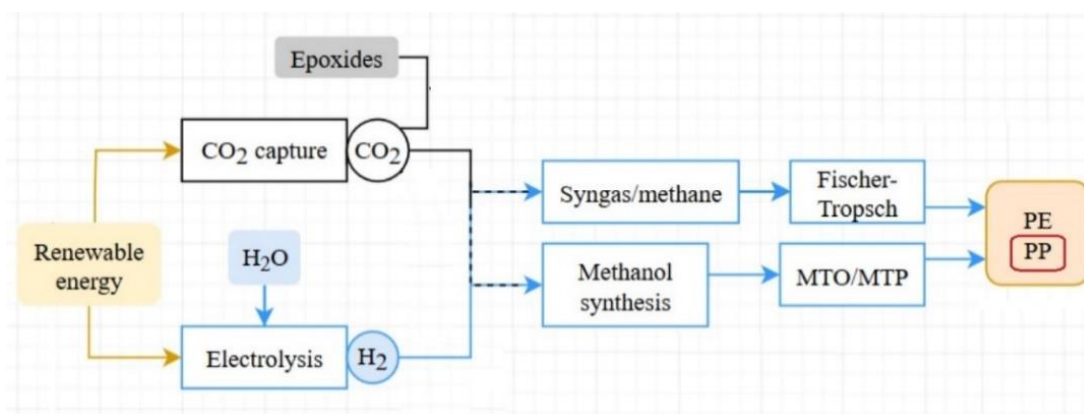 Epoxides
CO2 capture
CO2
Renewable
energy
H2O
Electrolysis
H2
Syngas/methane
Fischer-
Tropsch
Methanol
synthesis
MTO/MTP
PE
PP